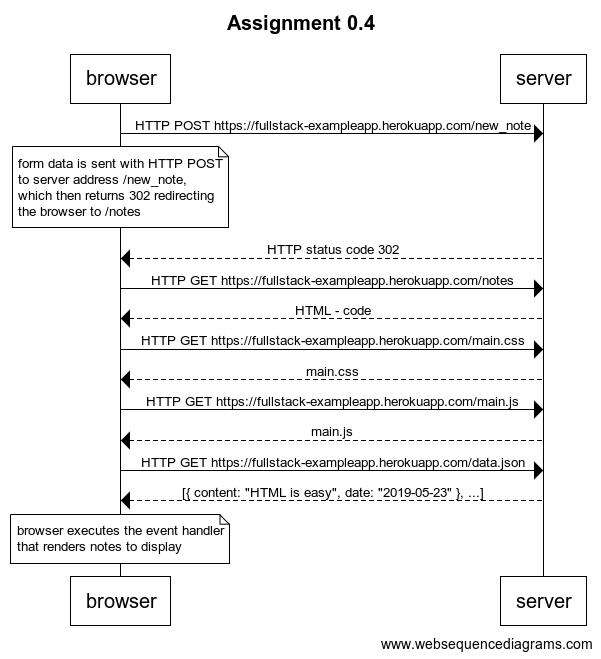 Assignment 0.4
browser
server
HTTP POST https://fullstack-exampleapp.herokuapp.com/new_note
form data is sent with HTTP POST
to server address /new_note,
which then returns 302 redirecting
the browser to /notes
HTTP status code 302
HTTP GET https://fullstack-exampleapp.herokuapp.com/notes
HTML - code
HTTP GET https://fullstack-exampleapp.herokuapp.com/main.css
main.css
HTTP GET https://fullstack-exampleapp.herokuapp.com/main.js
main.js
HTTP GET https://fullstack-exampleapp.herokuapp.com/data.json
[{ content: "HTML is easy", date: "2019-05-23" }, ...]
browser executes the event handler
that renders notes to display
browser
server
www.websequencediagrams.com